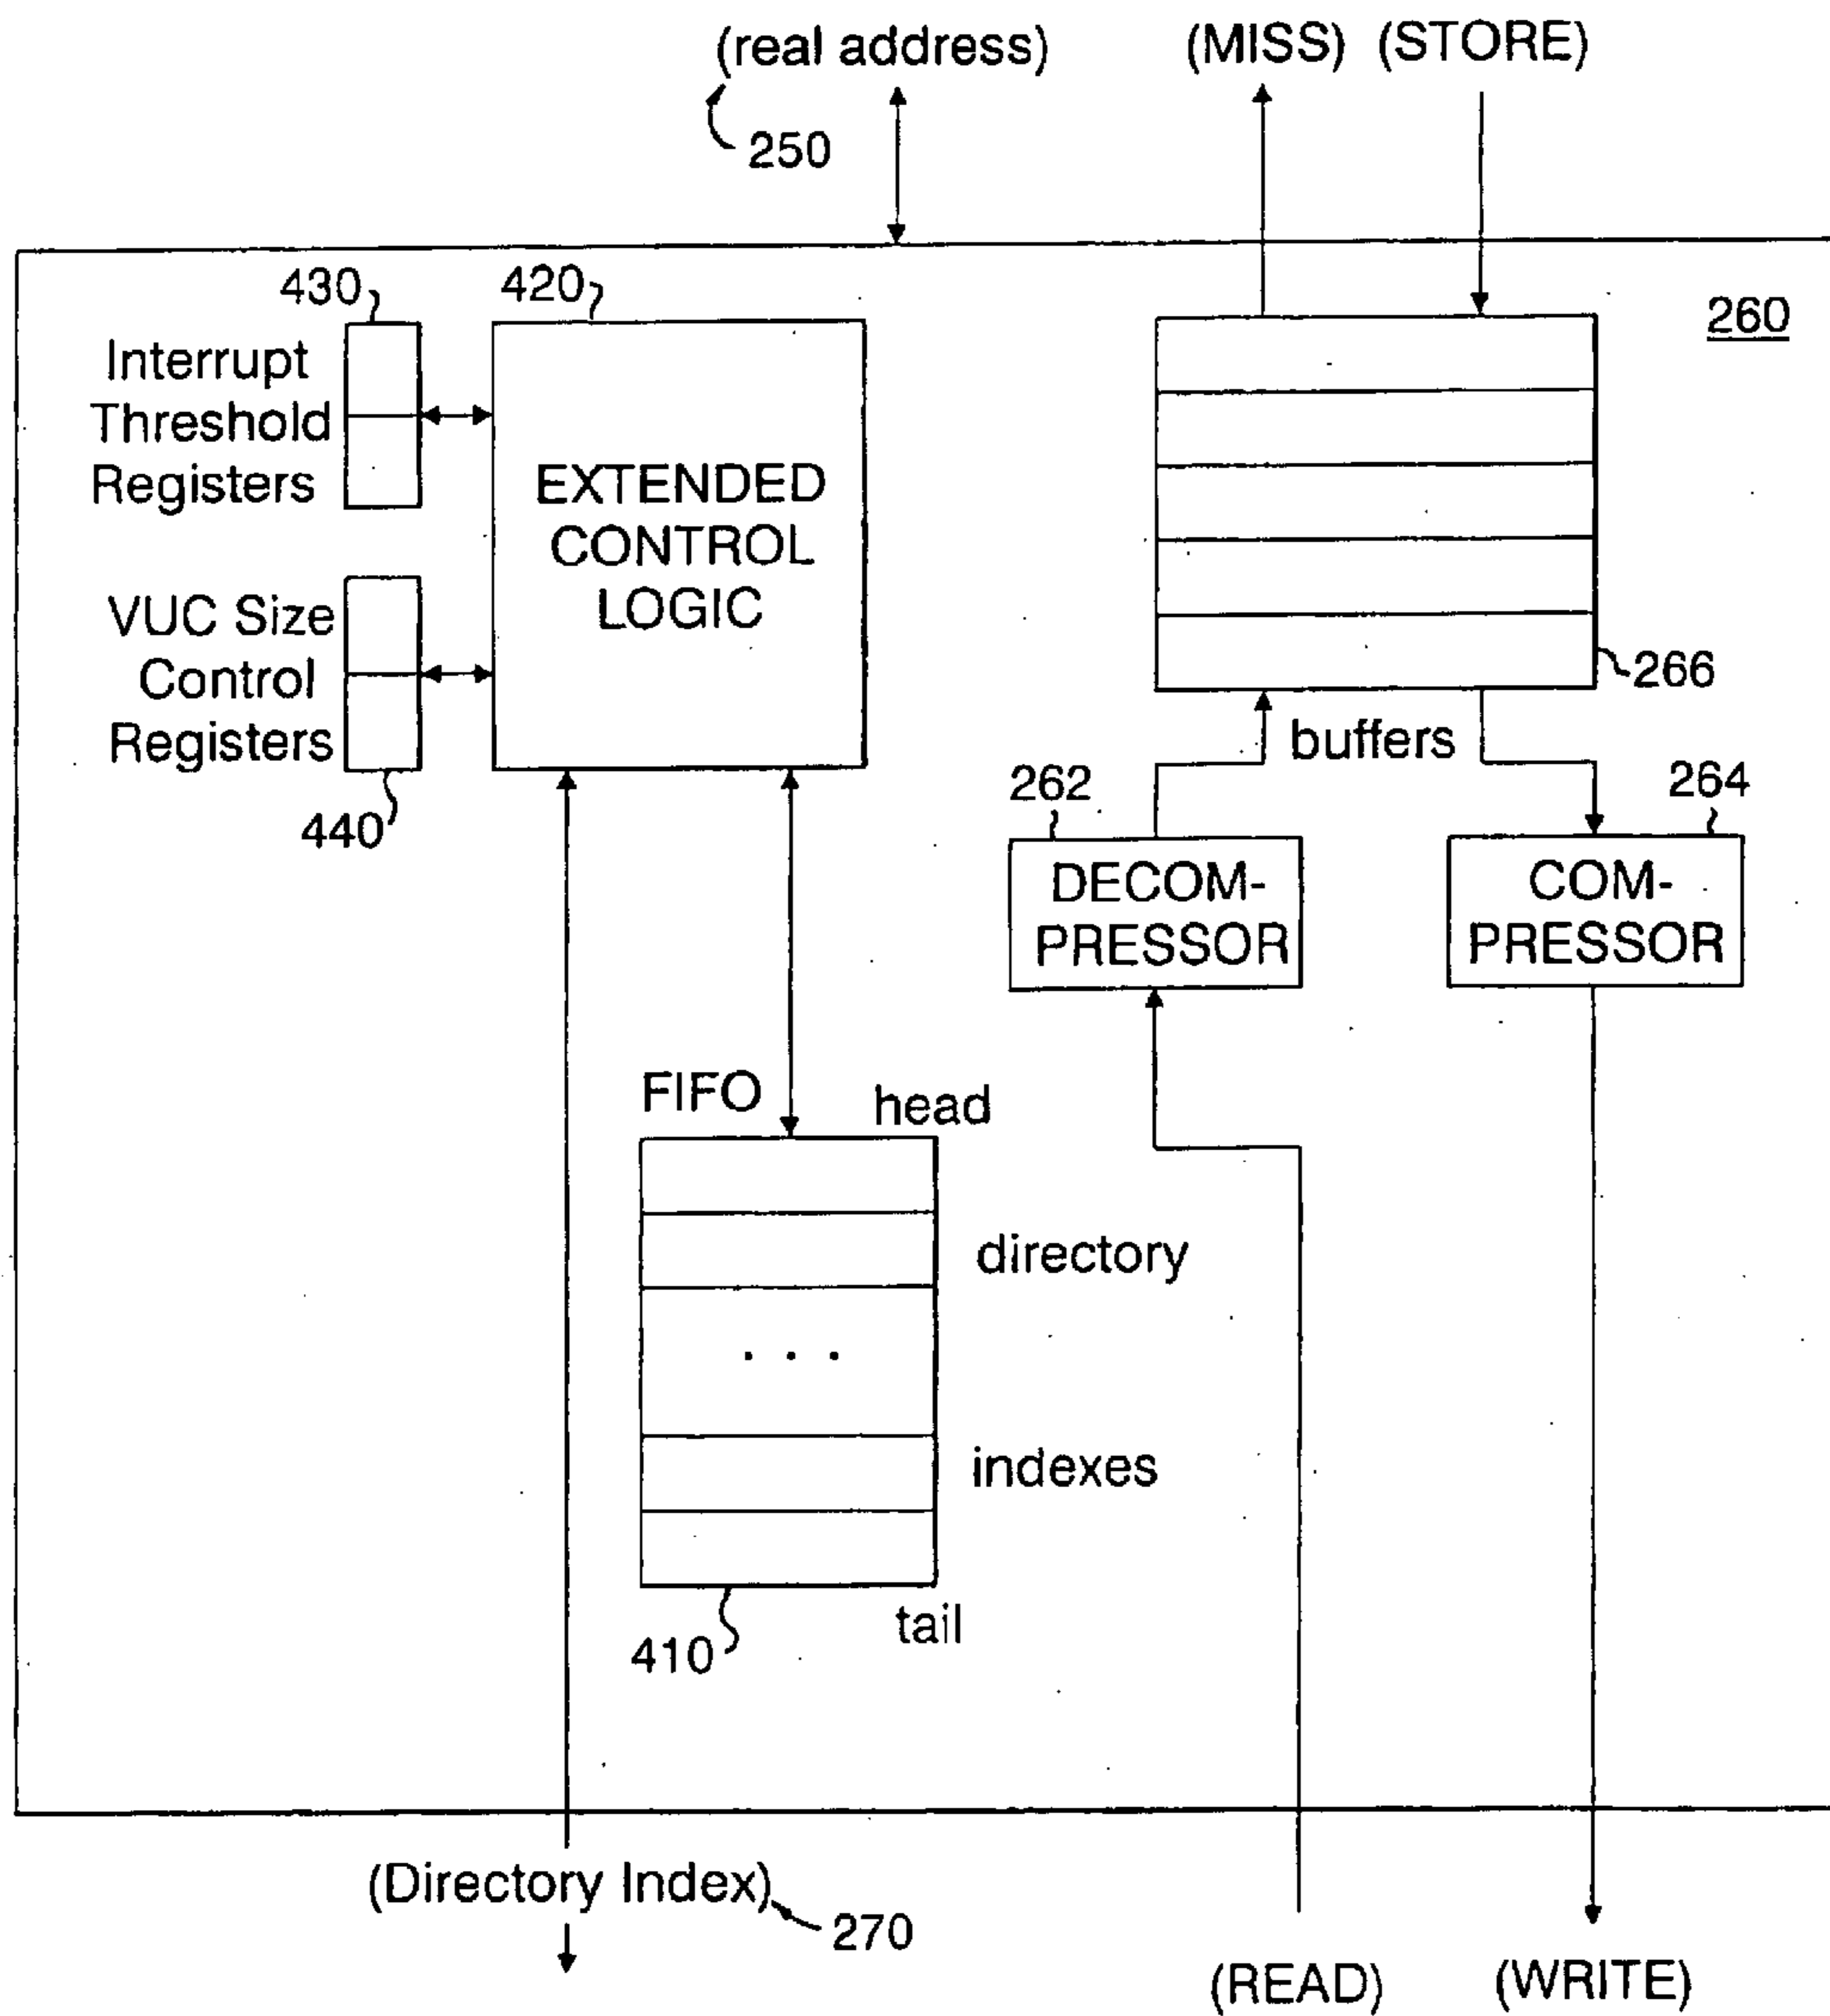 (real address)
(MISS) (STORE)
250
430
420
260
Interrupt
Threshold
Registers
EXTENDED
CONTROL
LOGIC
VUC Size
Control
Registers
440
266
buffers
262
264
DECOM-
PRESSOR
COM-
PRESSOR
FIFO
head
directory
. . .
indexes
tail
410
(Directory Index)
270
(READ)
(WRITE)